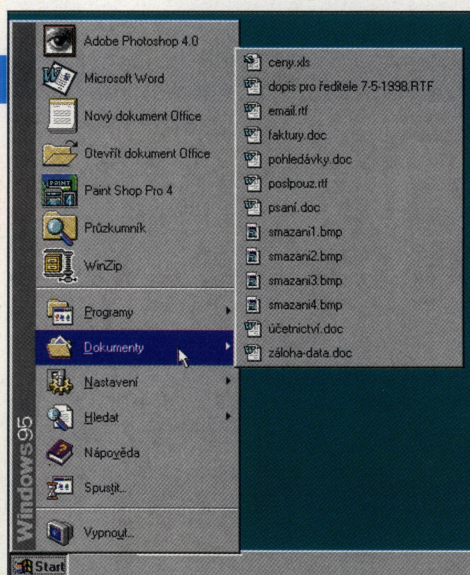 Adobe Photoshop 4.0
Microsoft Word
Nový dokument Office
Otevřít dokument Office
PAINT
Paint Shop Pro 4
Průzkumník
WinZip
Programy
Dokumenty
Nastavení
Hledat
Nápověda
Spustit...
Vypnout...
Windows95
Start
ceny.xls
dopis pro ředitele 7-5-1998.RTF
email.rtf
faktury.doc
pohledávky.doc
poslpouz.rtf
psaní.doc
smazani1.bmp
smazani2.bmp
smazani3.bmp
smazani4.bmp
účetnictví.doc
záloha-data.doc